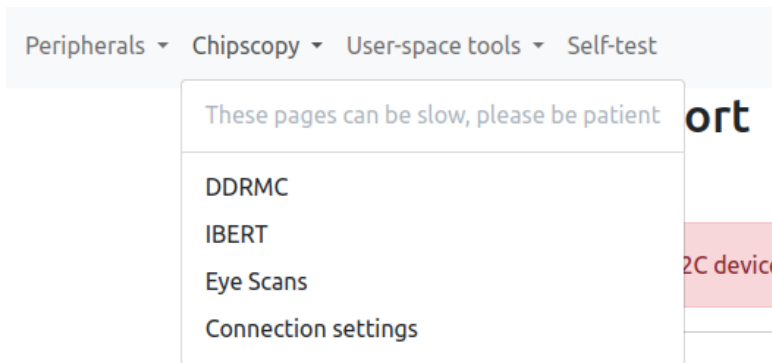 Peripherals Chipscopy User-space tools Self-test
These pages can be slow, please be patient
ort
DDRMC
IBERT
2C device
Eye Scans
Connection settings